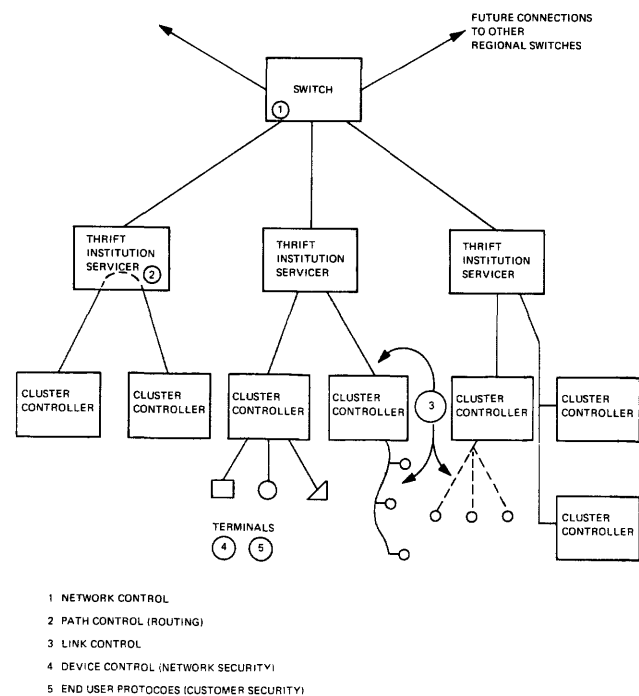 FUTURE CONNECTIONS
TO OTHER
REGIONAL SWITCHES
SWITCH
1
THRIFT
INSTITUTION
SERVICER
2
THRIFT
INSTITUTION
SERVICER
THRIFT
INSTITUTION
SERVICER
CLUSTER
CONTROLLER
CLUSTER
CONTROLLER
CLUSTER
CONTROLLER
CLUSTER
CONTROLLER
3
CLUSTER
CONTROLLER
CLUSTER
CONTROLLER
CLUSTER
CONTROLLER
TERMINALS
4 5
1 NETWORK CONTROL
2 PATH CONTROL (ROUTING)
3 LINK CONTROL
4 DEVICE CONTROL (NETWORK SECURITY)
5 END USER PROTOCOES (CUSTOMER SECURITY)